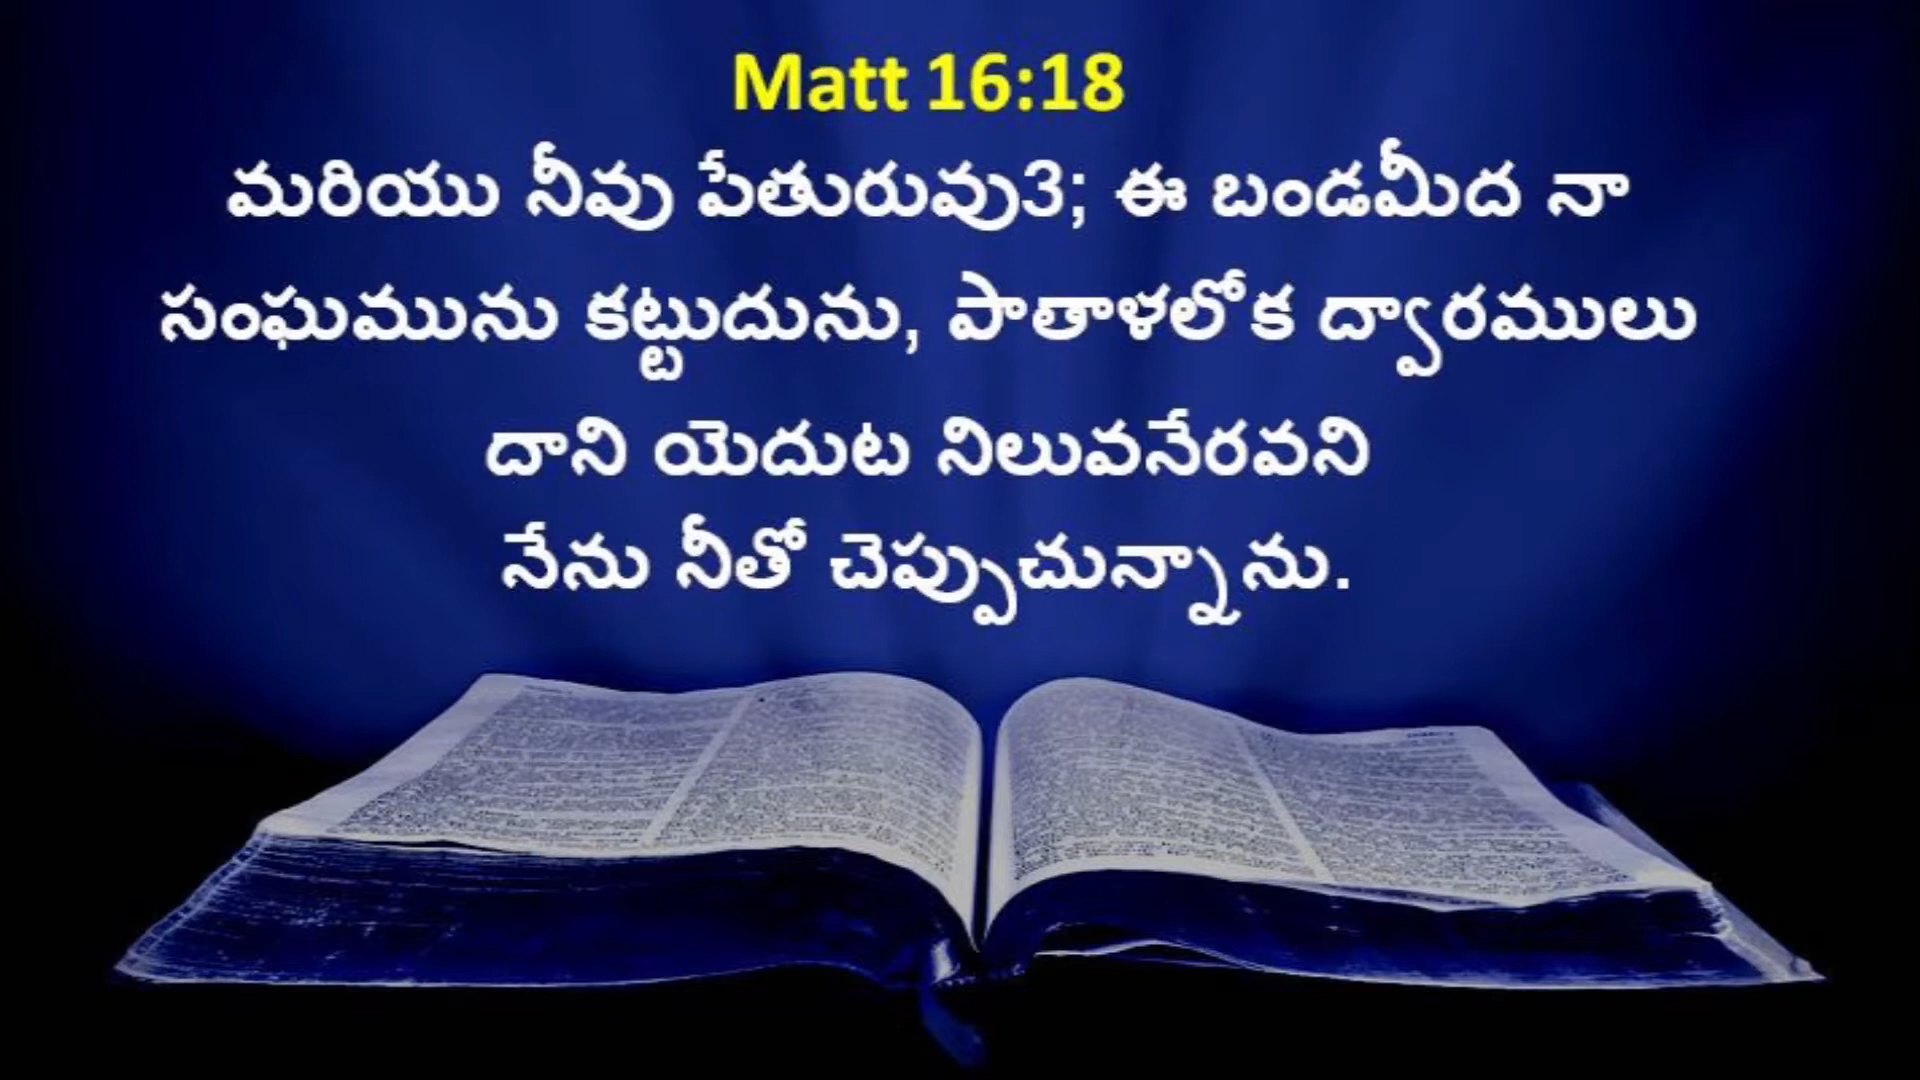 Matt 16:18
మరియు నీవు పేతురువు3; ఈ బండమీద నా
సంఘమును కట్టుదును, పాతాళలోక ద్వారములు
దాని యెదుట నిలువనేరవని
నేను నీతో చెప్పుచున్నాను.